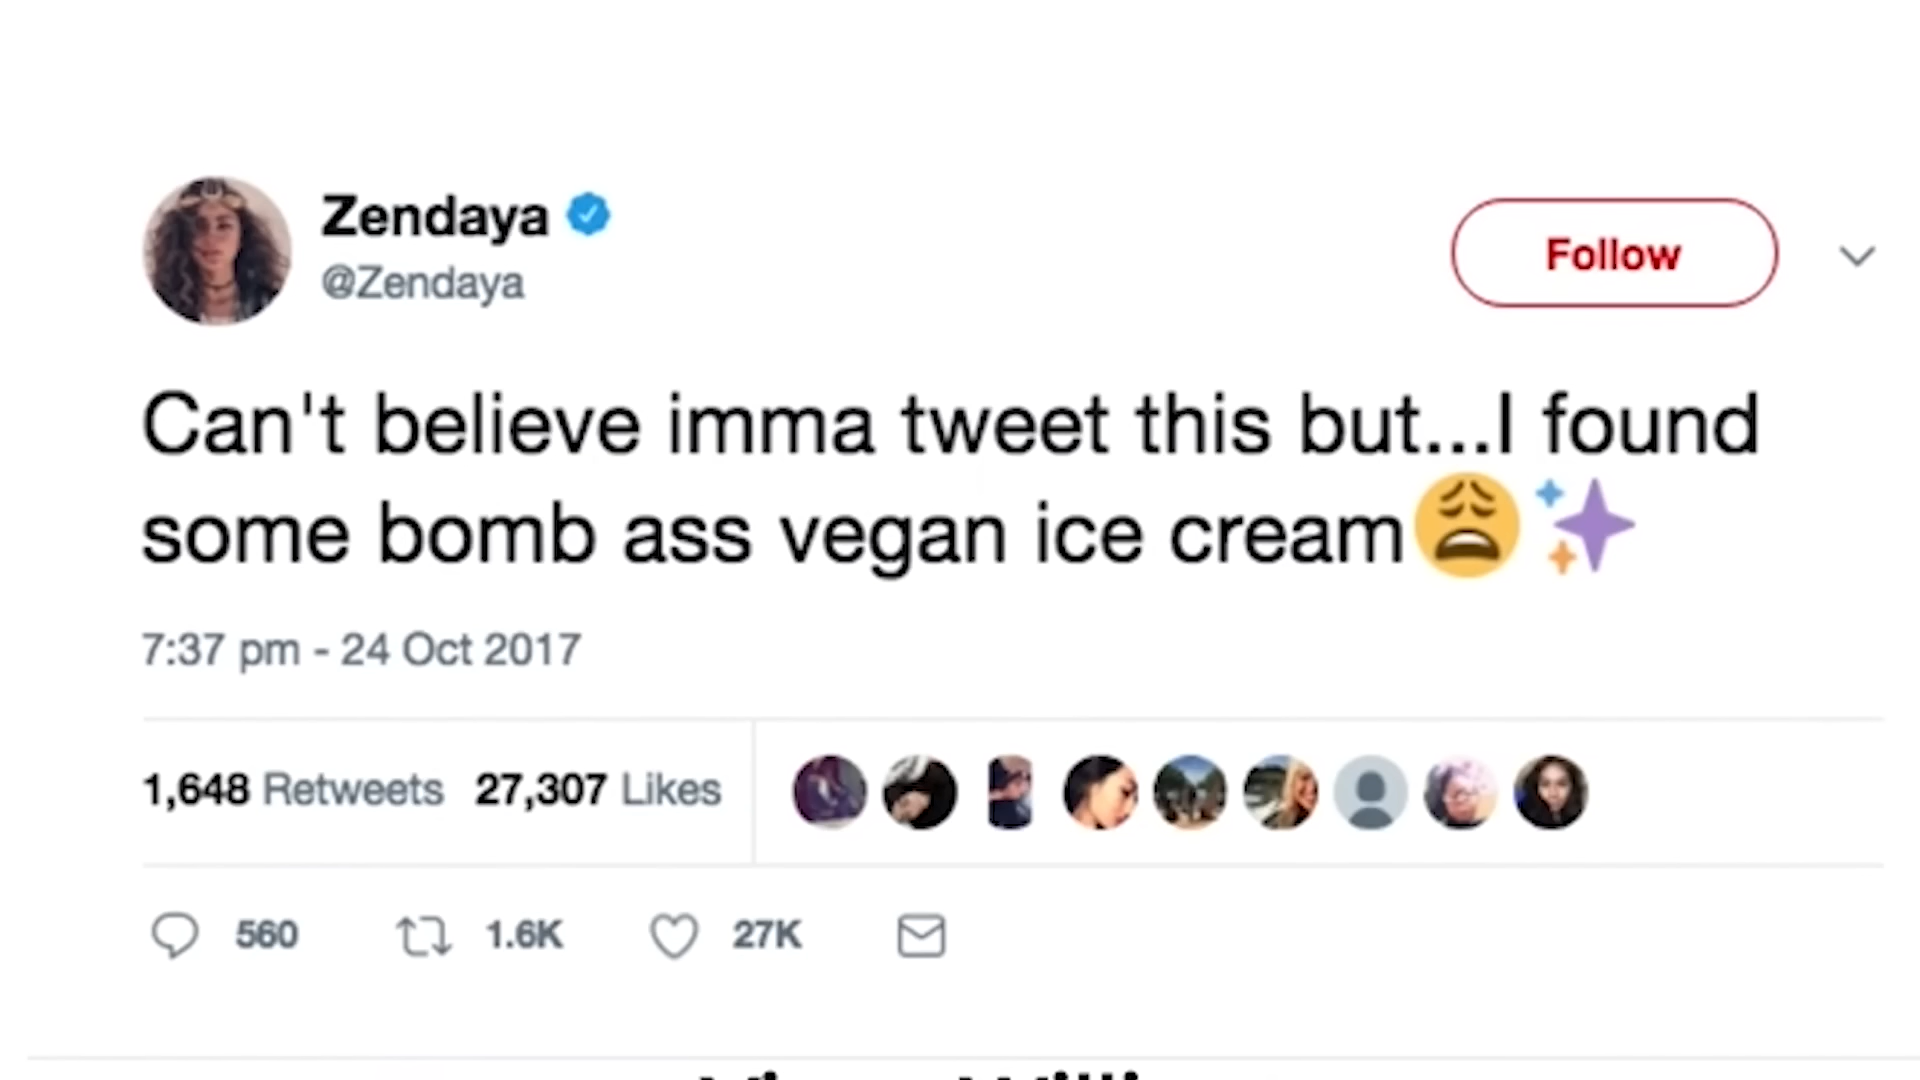 Zendaya
@Zendaya
Follow
Can't believe imma tweet this but...I found
some bomb ass vegan ice cream😩✨
7:37 pm - 24 Oct 2017
1,648 Retweets 27,307 Likes
560 1.6K 27K